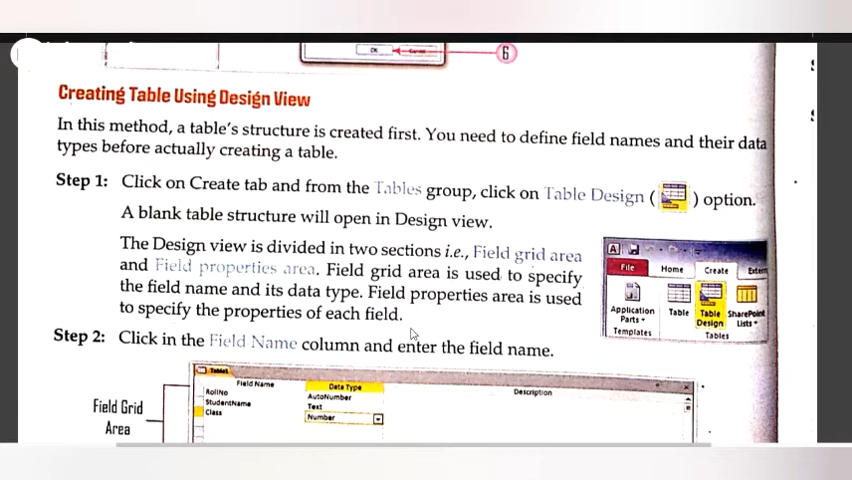 OK
Cancel
6
Creating Table Using Design View
In this method, a table's structure is created first. You need to define field names and their data
types before actually creating a table.
Step 1: Click on Create tab and from the Tables group, click on Table Design ( ) option.
A blank table structure will open in Design view.
The Design view is divided in two sections i.e., Field grid area
and Field properties area. Field grid area is used to specify
the field name and its data type. Field properties area is used
to specify the properties of each field.
A
File Home Create Extern
Application Parts Table Table Design SharePoint Lists
Templates Tables
Step 2: Click in the Field Name column and enter the field name.
Table1
Field Name Data Type Description
RollNo AutoNumber
StudentName Text
Class Number
Field Grid
Area